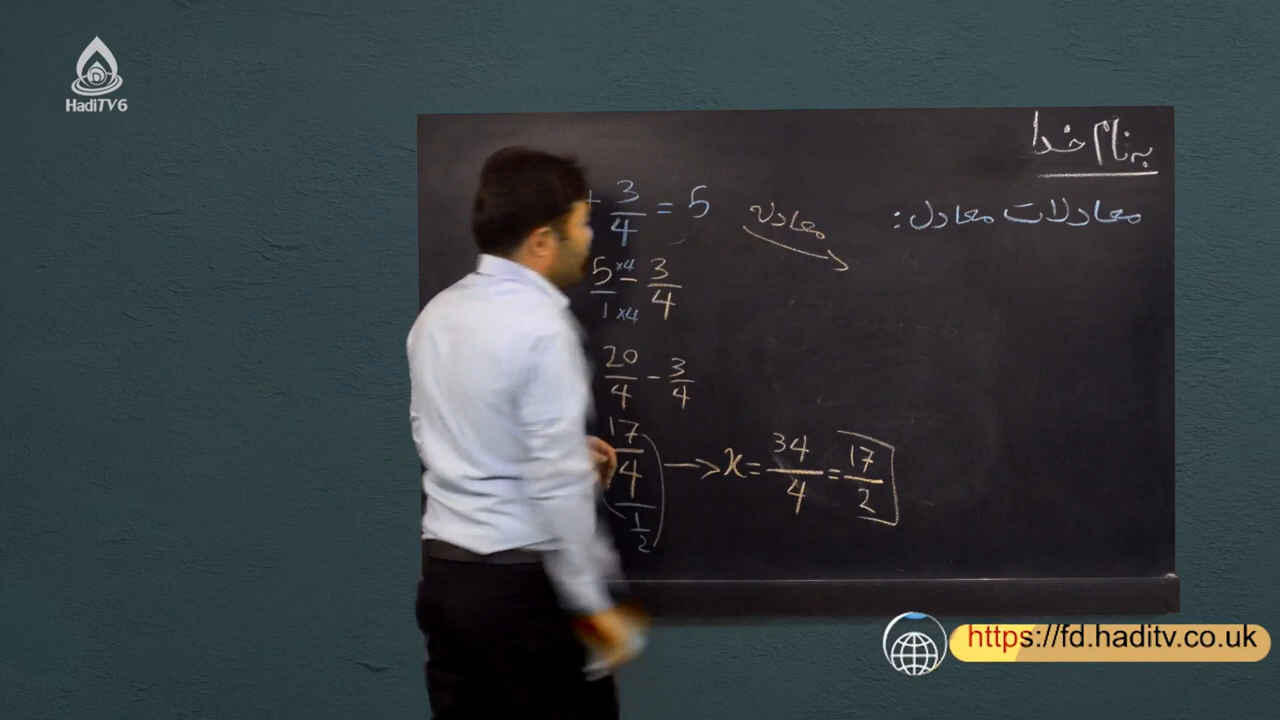 HadiTV6
به نام خدا
معادلات معادل:
+ 3/4 = 5
معادله
5×4/1×4 - 3/4
20/4 - 3/4
17/4/1/2 → x = 34/4 = 17/2
https://fd.haditv.co.uk